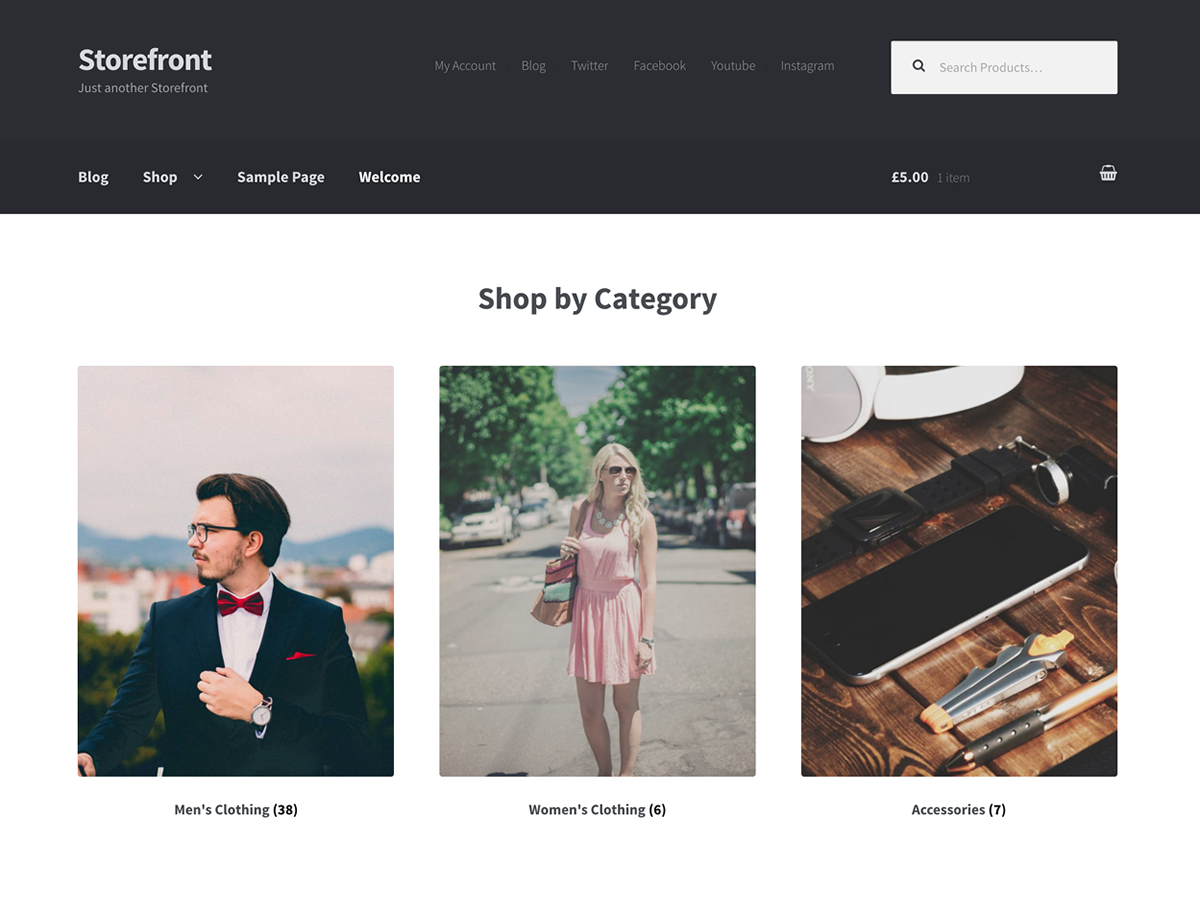 Storefront
Just another Storefront
My Account Blog Twitter Facebook Youtube Instagram
Search Products…
Blog Shop Sample Page Welcome
£5.00 1 item
Shop by Category
Men's Clothing (38)
Women's Clothing (6)
Accessories (7)